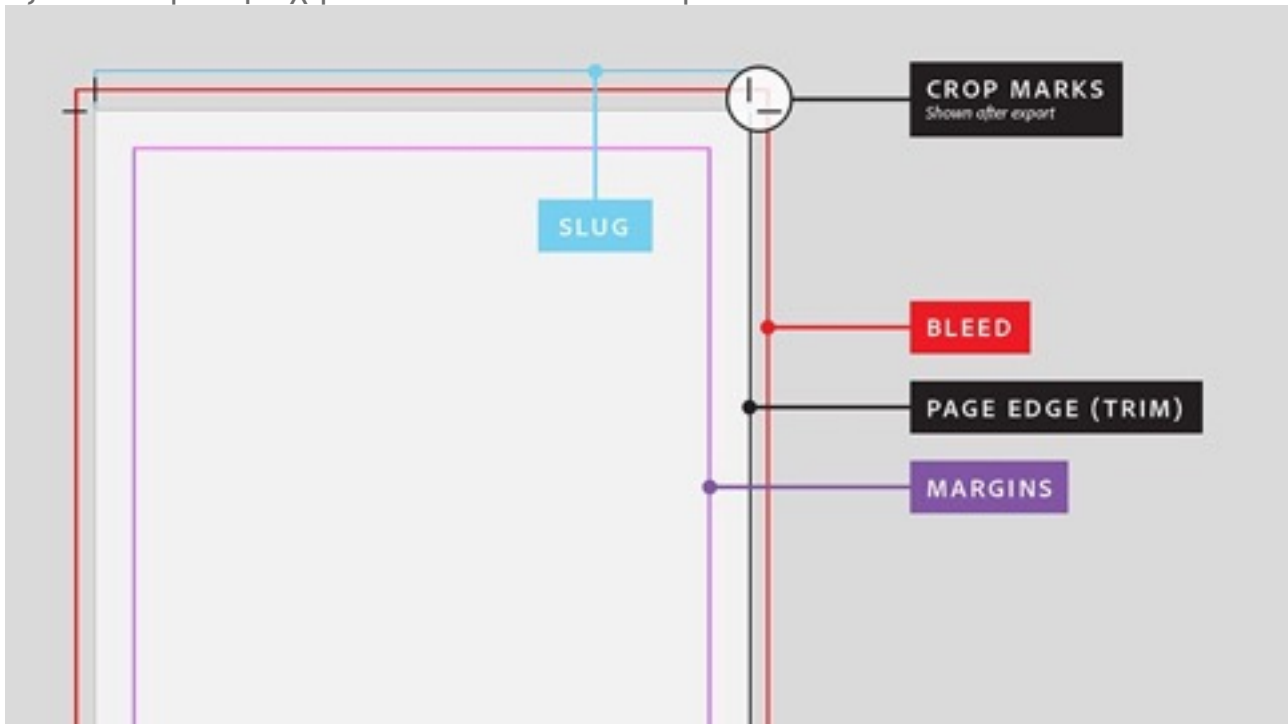 CROP MARKS
Shown after export
SLUG
BLEED
PAGE EDGE (TRIM)
MARGINS